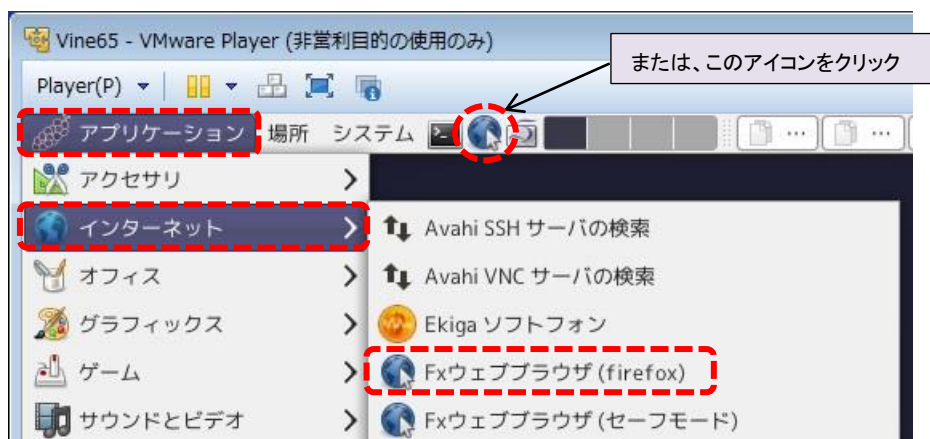 Vine65 - VMware Player (非営利目的の使用のみ)
または、このアイコンをクリック
Player(P)
アプリケーション 場所 システム
... ...
アクセサリ
インターネット
Avahi SSH サーバの検索
オフィス
Avahi VNC サーバの検索
グラフィックス
Ekiga ソフトフォン
ゲーム
Fxウェブブラウザ (firefox)
サウンドとビデオ
Fxウェブブラウザ (セーフモード)